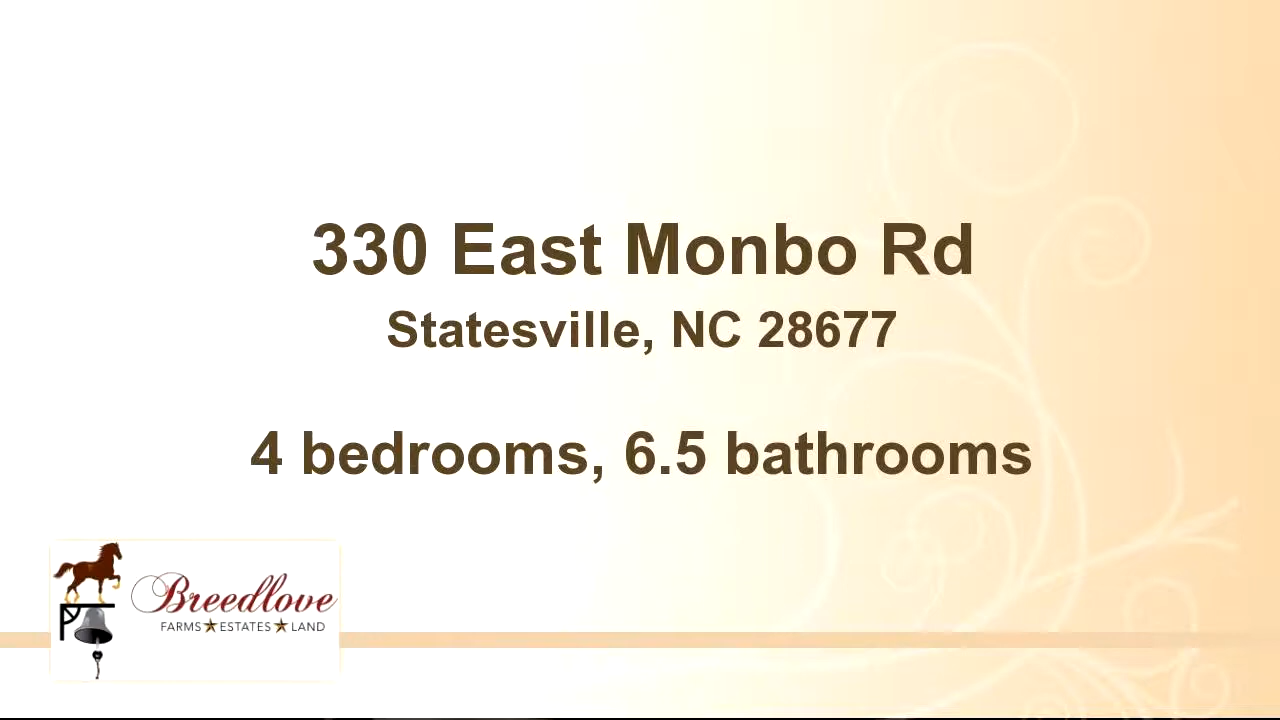 330 East Monbo Rd
Statesville, NC 28677
4 bedrooms, 6.5 bathrooms
Breedlove
FARMS★ESTATES★LAND